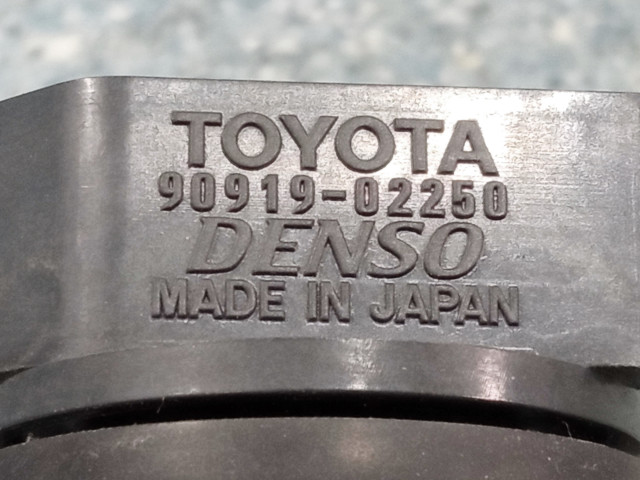 TOYOTA
90919-02250
DENSO
MADE IN JAPAN